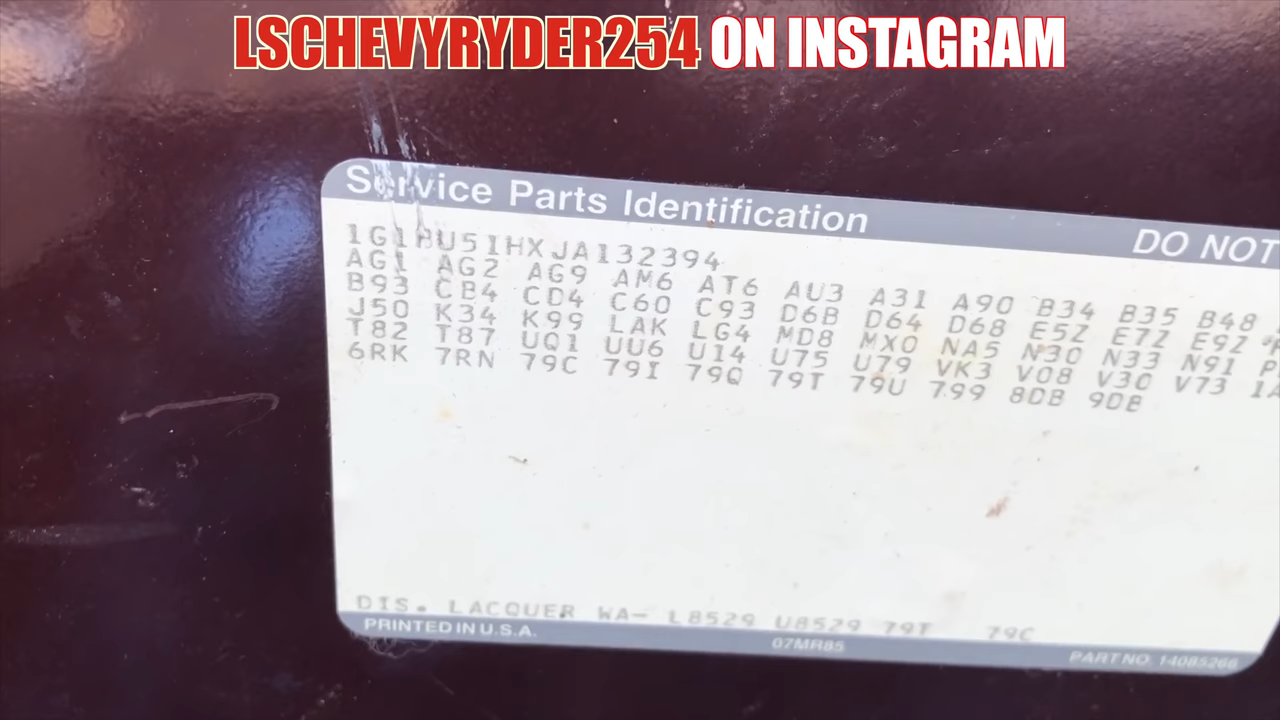 LSCHEVYRYDER254 ON INSTAGRAM
Service Parts Identification DO NOT
1G1BU51HXJA132394
AG1 AG2 AG9 AM6 AT6 AU3 A31 A90 B34 B35 B48
B93 CB4 CD4 C60 C93 D6B D64 D68 E5Z E7Z E9Z
J50 K34 K99 LAK LG4 MD8 MX0 NA5 N30 N33 N91
T82 T87 UQ1 UU6 U14 U75 U79 VK3 V08 V30 V73
6RK 7RN 79C 79I 79Q 79T 79U 799 8DB 9DB
DIS. LACQUER WA- L8529 U8529 79T 79C
PRINTED IN U.S.A. 07MR85 PART NO. 14085266